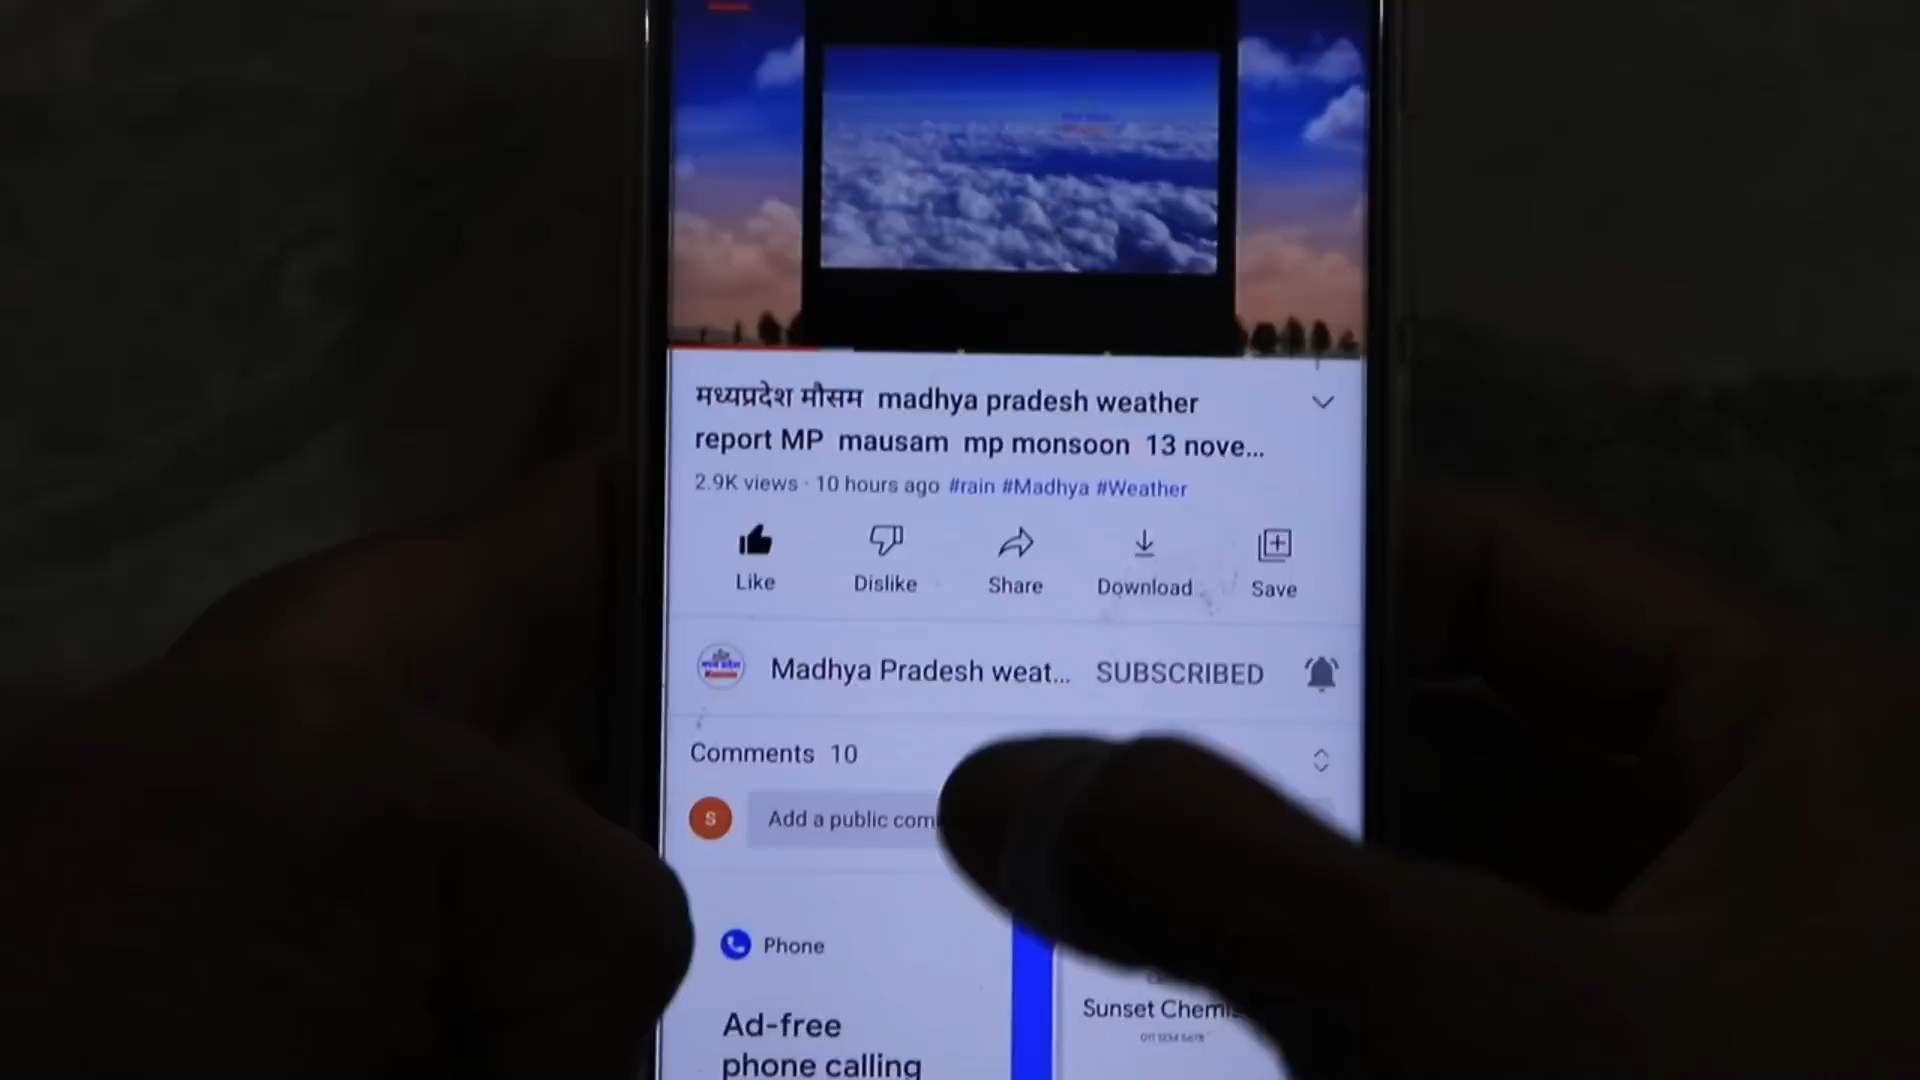 मध्यप्रदेश मौसम madhya pradesh weather
report MP mausam mp monsoon 13 nove...
2.9K views · 10 hours ago #rain #Madhya #Weather
Like Dislike Share Download Save
Madhya Pradesh weat... SUBSCRIBED
Comments 10
S
Add a public com
Phone
Sunset Chem
Ad-free
phone calling